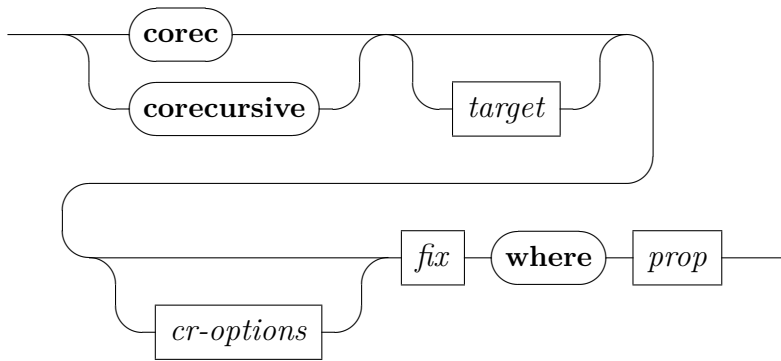 corec
corecursive
target
fix where prop
cr-options